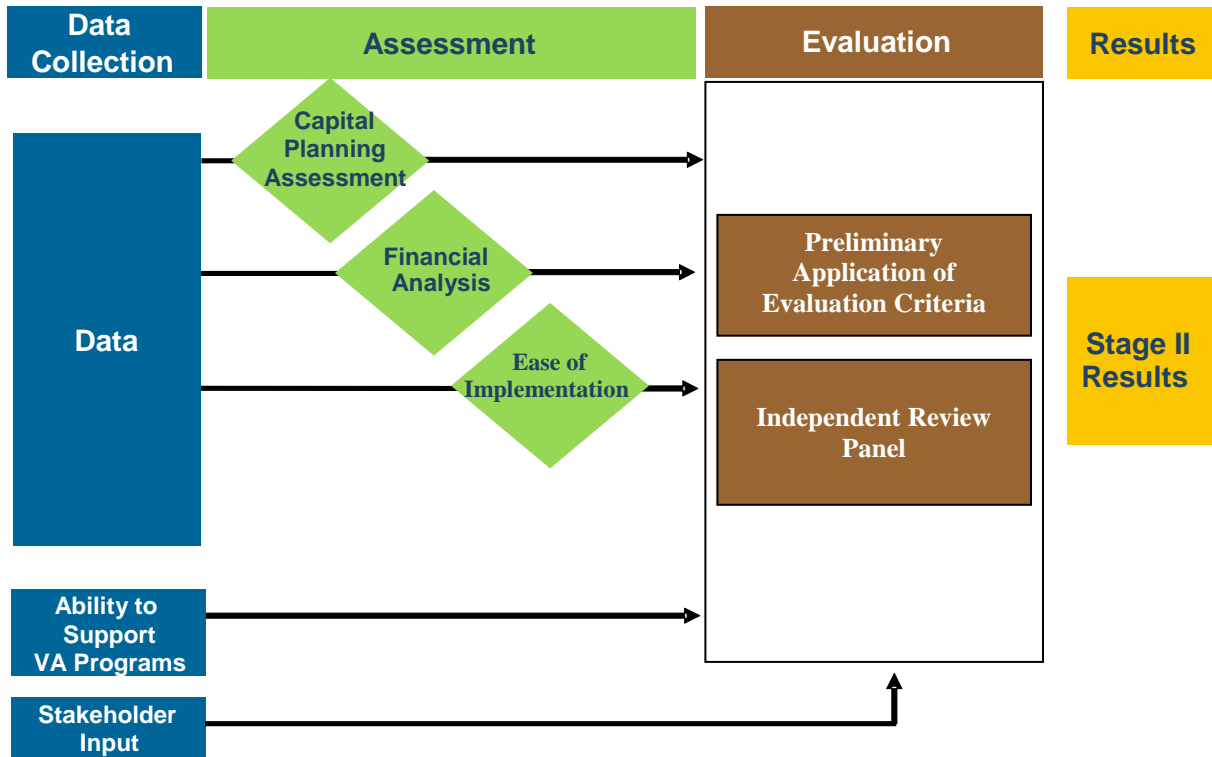 Data
Collection
Assessment
Evaluation
Results
Capital
Planning
Assessment
Financial
Analysis
Ease of
Implementation
Data
Preliminary
Application of
Evaluation Criteria
Independent Review
Panel
Stage II
Results
Ability to
Support
VA Programs
Stakeholder
Input